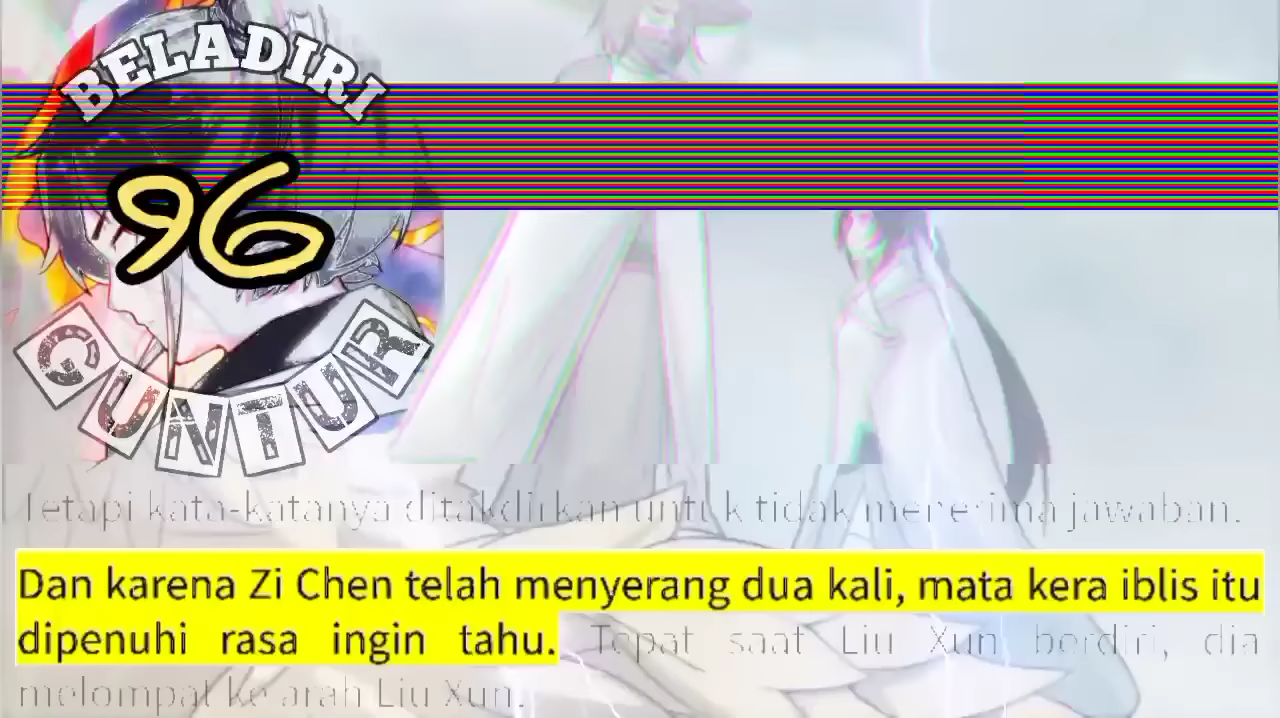 BELADIRI
96
GUNTUR
Tetapi kata-katanya ditakdirkan untuk tidak menerima jawaban.
Dan karena Zi Chen telah menyerang dua kali, mata kera iblis itu
dipenuhi rasa ingin tahu. Tepat saat Liu Xun berdiri, dia
melompat ke arah Liu Xun.